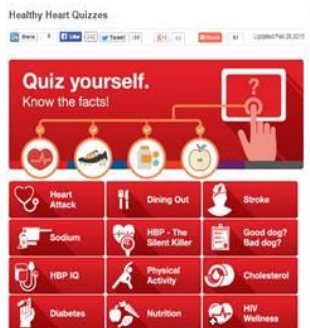 Healthy Heart Quizzes
Share Like Tweet Share Updated:Feb 26,2015
Quiz yourself.
Know the facts!
?
Heart
Attack
Dining Out
Stroke
Sodium
HBP - The
Silent Killer
Good dog?
Bad dog?
HBP IQ
Physical
Activity
Cholesterol
Diabetes
Nutrition
HIV
Wellness